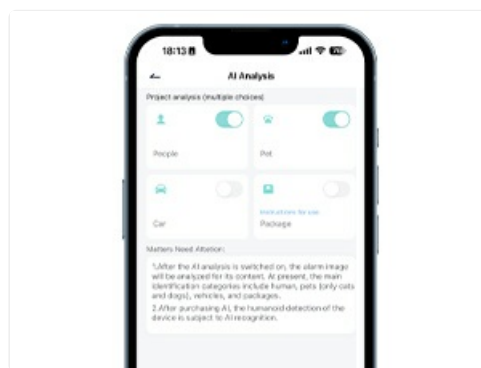 18:13
AI Analysis
Project analysis (multiple choices)
People
Pet
Car
Instructions for use
Package
Matters Need Attention:
1.After the AI analysis is switched on, the alarm image
will be analyzed for its content. At present, the main
identification categories include human, pets (only cats
and dogs), vehicles, and packages.
2.After purchasing AI, the humanoid detection of the
device is subject to AI recognition.